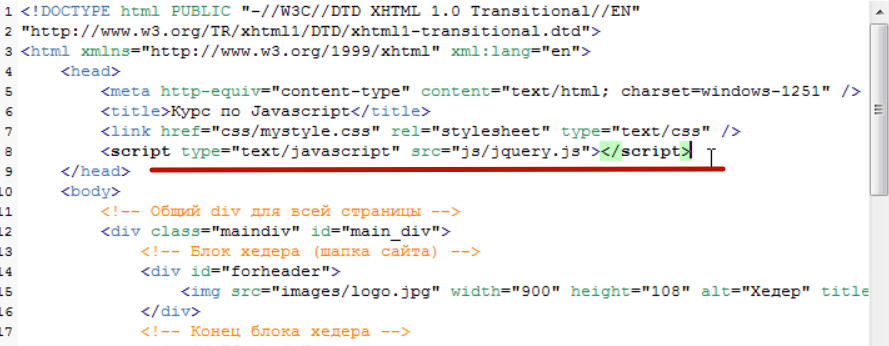 1 <!DOCTYPE html PUBLIC "-//W3C//DTD XHTML 1.0 Transitional//EN"
2 "http://www.w3.org/TR/xhtml1/DTD/xhtml1-transitional.dtd">
3 <html xmlns="http://www.w3.org/1999/xhtml" xml:lang="en">
4 <head>
5 <meta http-equiv="content-type" content="text/html; charset=windows-1251" />
6 <title>Курс по Javascript</title>
7 <link href="css/mystyle.css" rel="stylesheet" type="text/css" />
8 <script type="text/javascript" src="js/jquery.js"></script>
9 </head>
10 <body>
11 <!-- Общий div для всей страницы -->
12 <div class="maindiv" id="main_div">
13 <!-- Блок хедера (шапка сайта) -->
14 <div id="forheader">
15 <img src="images/logo.jpg" width="900" height="108" alt="Хедер" title
16 </div>
17 <!-- Конец блока хедера -->